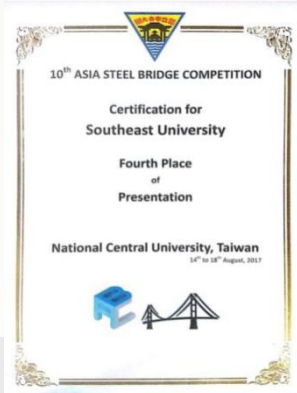 10th ASIA STEEL BRIDGE COMPETITION
Certification for
Southeast University
Fourth Place
of
Presentation
National Central University, Taiwan
14th to 18th August, 2017